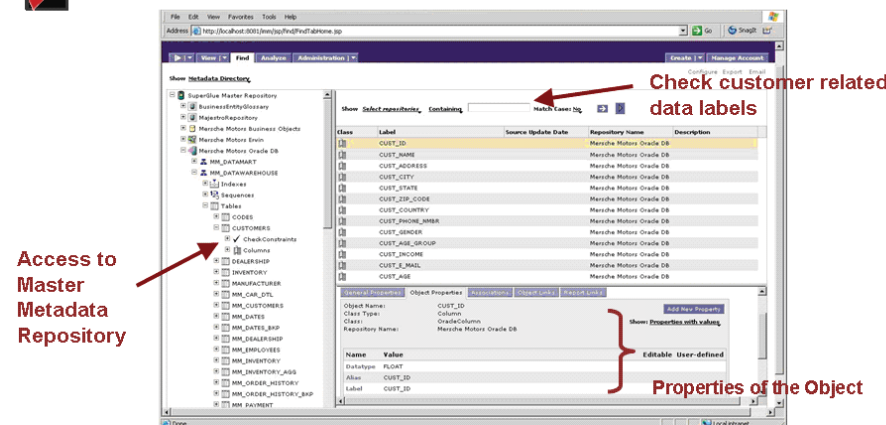 File Edit View Favorites Tools Help
Address http://localhost:8081/imm/jsp/find/FindTabHome.jsp Go SnagIt
View Find Analyze Administration Create Manage Account
Configure Export Email
Show Metadata Directory
Check customer related
data labels
SuperGlue Master Repository
BusinessEntityGlossary
MajestroRepository
Mersche Motors Business Objects
Mersche Motors Erwin
Mersche Motors Oracle DB
MM_DATAMART
MM_DATAWAREHOUSE
Indexes
Sequences
Tables
CODES
CUSTOMERS
CheckConstraints
Columns
DEALERSHIP
INVENTORY
MANUFACTURER
MM_CAR_DTL
MM_CUSTOMERS
MM_DATES
MM_DATES_BKP
MM_DEALERSHIP
MM_EMPLOYEES
MM_INVENTORY
MM_INVENTORY_AGG
MM_ORDER_HISTORY
MM_ORDER_HISTORY_BKP
MM_PAYMENT
Access to
Master
Metadata
Repository
Show Select repositories Containing Match Case: No
Class Label Source Update Date Repository Name Description
CUST_ID Mersche Motors Oracle DB
CUST_NAME Mersche Motors Oracle DB
CUST_ADDRESS Mersche Motors Oracle DB
CUST_CITY Mersche Motors Oracle DB
CUST_STATE Mersche Motors Oracle DB
CUST_ZIP_CODE Mersche Motors Oracle DB
CUST_COUNTRY Mersche Motors Oracle DB
CUST_PHONE_NMBR Mersche Motors Oracle DB
CUST_GENDER Mersche Motors Oracle DB
CUST_AGE_GROUP Mersche Motors Oracle DB
CUST_INCOME Mersche Motors Oracle DB
CUST_E_MAIL Mersche Motors Oracle DB
CUST_AGE Mersche Motors Oracle DB
General Properties Object Properties Associations Object Links Report Links
Object Name: CUST_ID
Class Type: Column
Class: OracleColumn
Repository Name: Mersche Motors Oracle DB
Add New Property
Show: Properties with values
Name Value Editable User-defined
Datatype FLOAT
Alias CUST_ID
Label CUST_ID
Properties of the Object
Done Local intranet